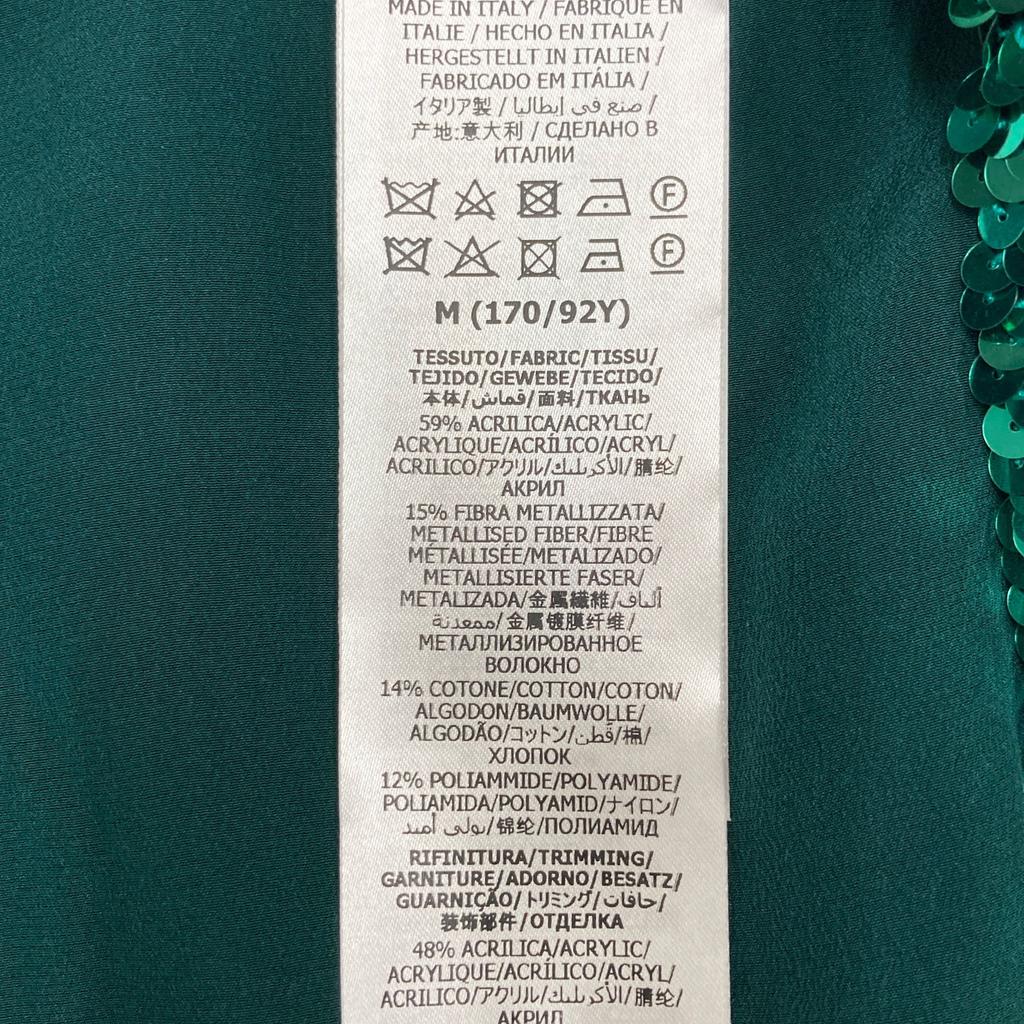 MADE IN ITALY / FABRIQUÉ EN
ITALIE / HECHO EN ITALIA /
HERGESTELLT IN ITALIEN /
FABRICADO EM ITÁLIA /
イタリア製 / صنع في إيطاليا /
产地:意大利 / СДЕЛАНО В
ИТАЛИИ
F
F
M (170/92Y)
TESSUTO/FABRIC/TISSU/
TEJIDO/GEWEBE/TECIDO/
本体/قماش/面料/ТКАНЬ
59% ACRILICA/ACRYLIC/
ACRYLIQUE/ACRÍLICO/ACRYL/
ACRILICO/アクリル/الأكريليك/腈纶/
АКРИЛ
15% FIBRA METALLIZZATA/
METALLISED FIBER/FIBRE
MÉTALLISÉE/METALIZADO/
METALLISIERTE FASER/
METALIZADA/金属繊維/ألياف
ممعدنة/金属镀膜纤维/
МЕТАЛЛИЗИРОВАННОЕ
ВОЛОКНО
14% COTONE/COTTON/COTON/
ALGODON/BAUMWOLLE/
ALGODÃO/コットン/قطن/棉/
ХЛОПОК
12% POLIAMMIDE/POLYAMIDE/
POLIAMIDA/POLYAMID/ナイロン/
بولي أميد/锦纶/ПОЛИАМИД
RIFINITURA/TRIMMING/
GARNITURE/ADORNO/BESATZ/
GUARNIÇÃO/トリミング/حافات/
装饰部件/ОТДЕЛКА
48% ACRILICA/ACRYLIC/
ACRYLIQUE/ACRÍLICO/ACRYL/
ACRILICO/アクリル/الأكريليك/腈纶/
АКРИЛ